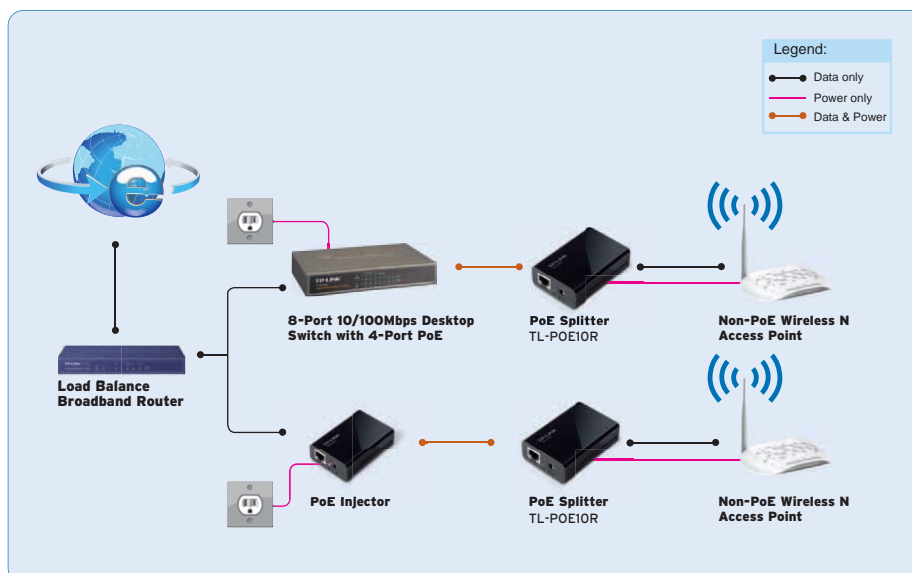 Legend:
Data only
Power only
Data & Power
TP-LINK
8-Port 10/100Mbps Desktop
Switch with 4-Port PoE
PoE Splitter
TL-POE10R
Non-PoE Wireless N
Access Point
Load Balance
Broadband Router
PoE Injector
PoE Splitter
TL-POE10R
Non-PoE Wireless N
Access Point